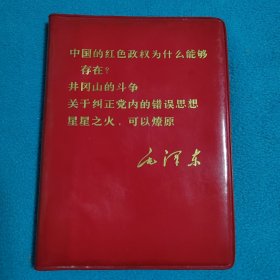 中国的红色政权为什么能够
存在？
井冈山的斗争
关于纠正党内的错误思想
星星之火，可以燎原
毛泽东